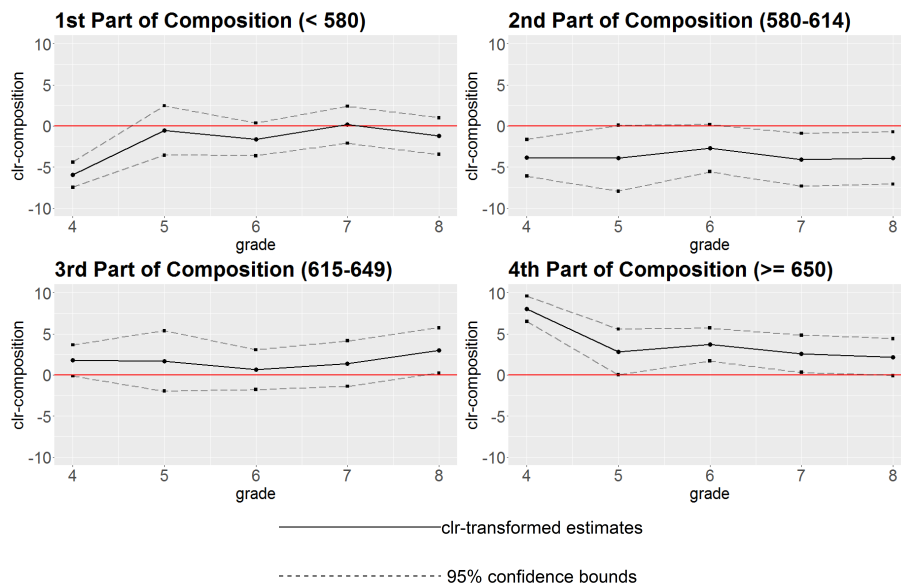 1st Part of Composition (< 580)
10
5
0
-5
-10
clr-composition
4 5 6 7 8
grade
2nd Part of Composition (580-614)
10
5
0
-5
-10
clr-composition
4 5 6 7 8
grade
3rd Part of Composition (615-649)
10
5
0
-5
-10
clr-composition
4 5 6 7 8
grade
4th Part of Composition (>= 650)
10
5
0
-5
-10
clr-composition
4 5 6 7 8
grade
clr-transformed estimates
95% confidence bounds